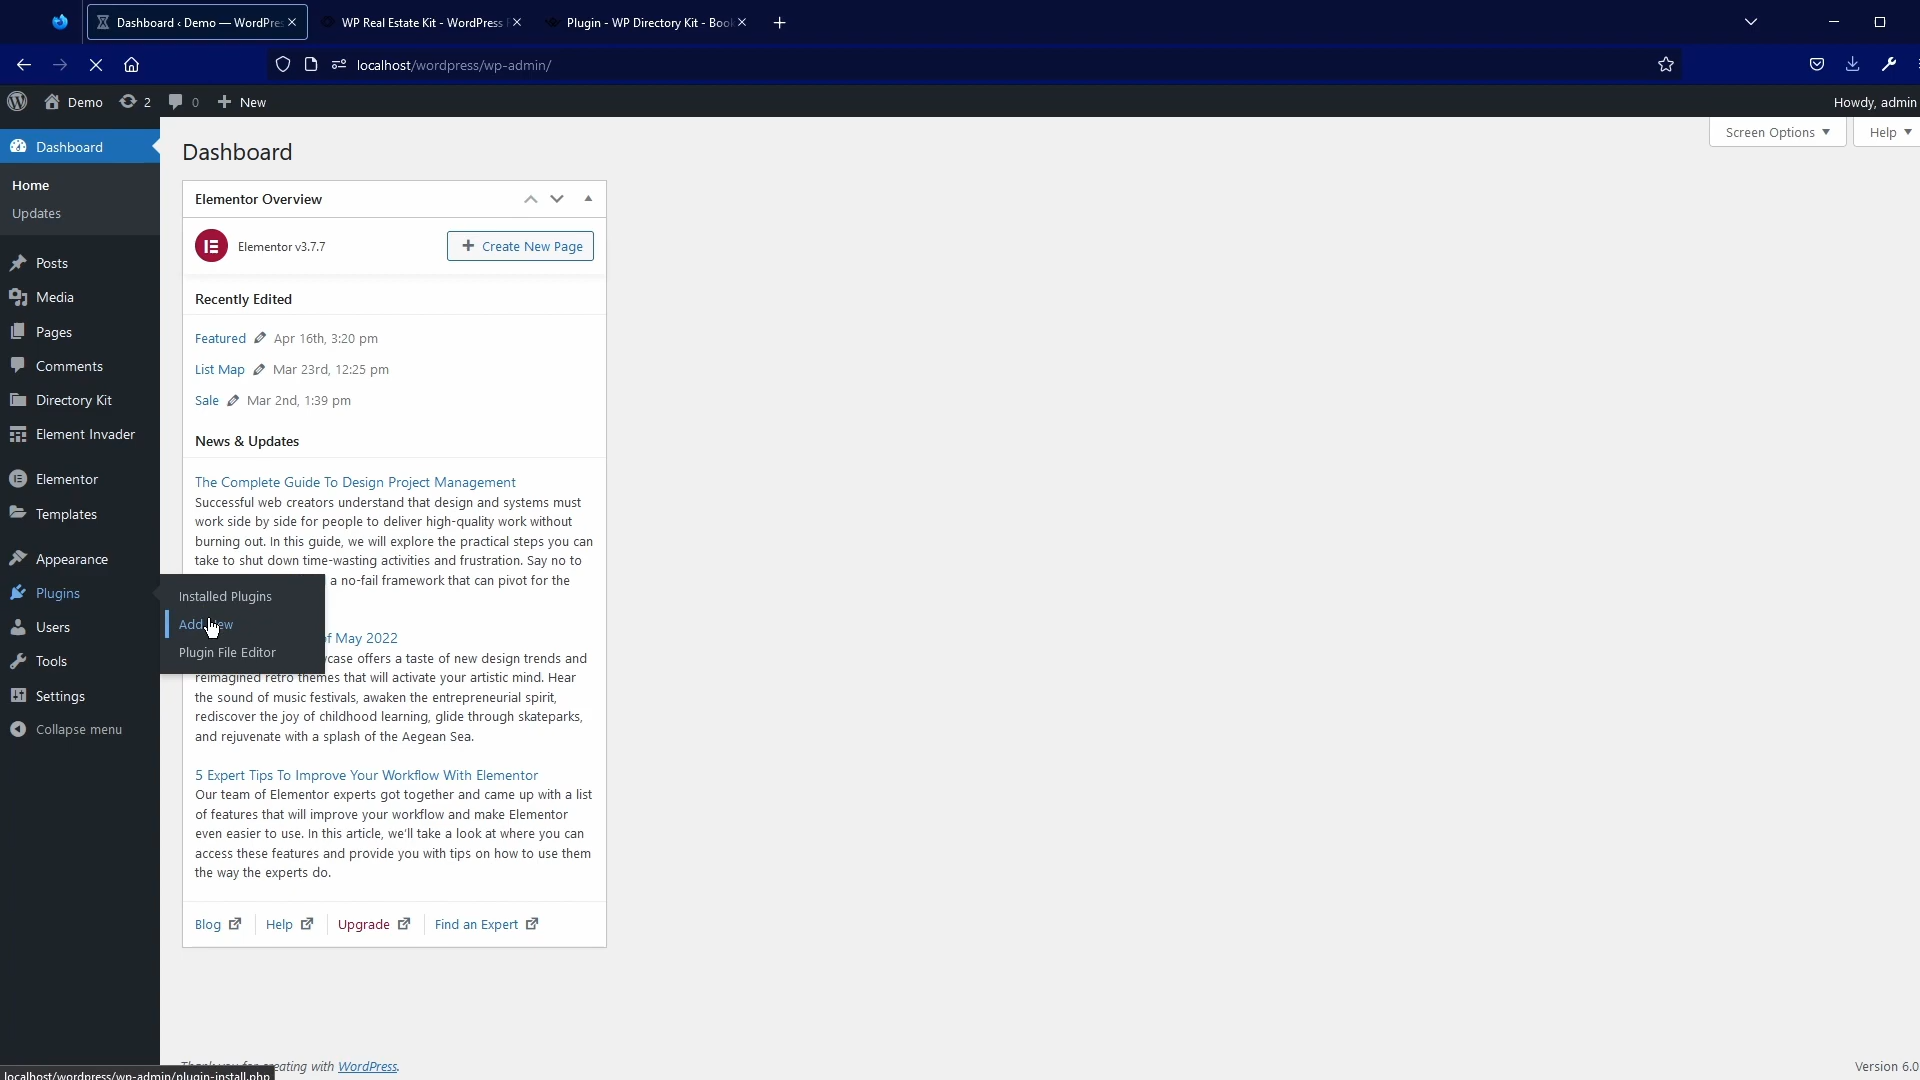 Dashboard ‹ Demo — WordPre
WP Real Estate Kit - WordPress
Plugin - WP Directory Kit - Boo
localhost/wordpress/wp-admin/
Demo
2
0
New
Howdy, admin
Dashboard
Home
Updates
Posts
Media
Pages
Comments
Directory Kit
Element Invader
Elementor
Templates
Appearance
Plugins
Users
Tools
Settings
Collapse menu
Installed Plugins
Add New
Plugin File Editor
Screen Options
Help
Dashboard
Elementor Overview
Elementor v3.7.7
Create New Page
Recently Edited
Featured Apr 16th, 3:20 pm
List Map Mar 23rd, 12:25 pm
Sale Mar 2nd, 1:39 pm
News & Updates
The Complete Guide To Design Project Management
Successful web creators understand that design and systems must
work side by side for people to deliver high-quality work without
burning out. In this guide, we will explore the practical steps you can
take to shut down time-wasting activities and frustration. Say no to
a no-fail framework that can pivot for the
of May 2022
offers a taste of new design trends and
reimagined retro themes that will activate your artistic mind. Hear
the sound of music festivals, awaken the entrepreneurial spirit,
rediscover the joy of childhood learning, glide through skateparks,
and rejuvenate with a splash of the Aegean Sea.
5 Expert Tips To Improve Your Workflow With Elementor
Our team of Elementor experts got together and came up with a list
of features that will improve your workflow and make Elementor
even easier to use. In this article, we'll take a look at where you can
access these features and provide you with tips on how to use them
the way the experts do.
Blog
Help
Upgrade
Find an Expert
Thank you for creating with WordPress.
Version 6.0
localhost/wordpress/wp-admin/plugin-install.php